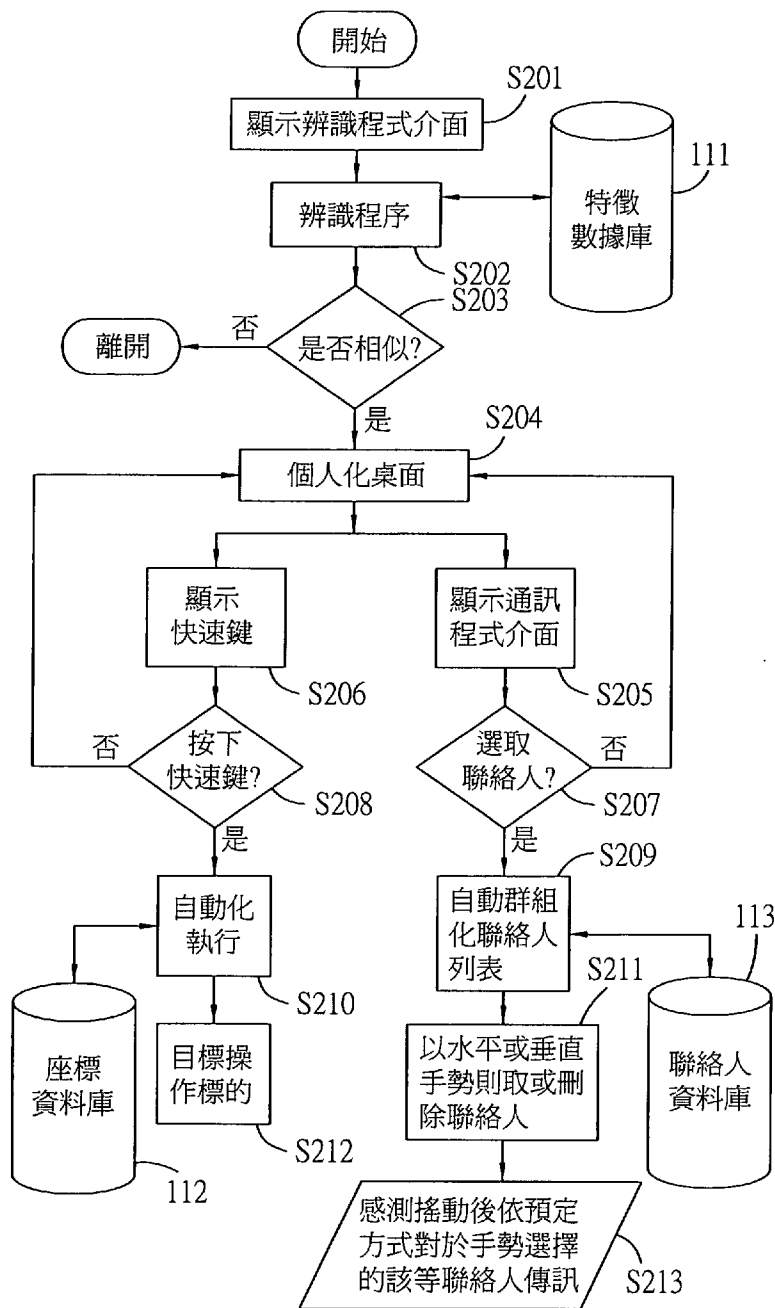 開始
S201
顯示辨識程式介面
111
特徵
數據庫
辨識程序
S202
S203
否
離開
是否相似?
是
S204
個人化桌面
顯示
快速鍵
顯示通訊
程式介面
S206
S205
否
按下
快速鍵?
選取
聯絡人?
否
S208
S207
是
是
S209
自動化
執行
自動群組
化聯絡人
列表
113
S210
S211
座標
資料庫
目標操
作標的
以水平或垂直
手勢則取或刪
除聯絡人
聯絡人
資料庫
S212
112
感測搖動後依預定
方式對於手勢選擇
的該等聯絡人傳訊
S213